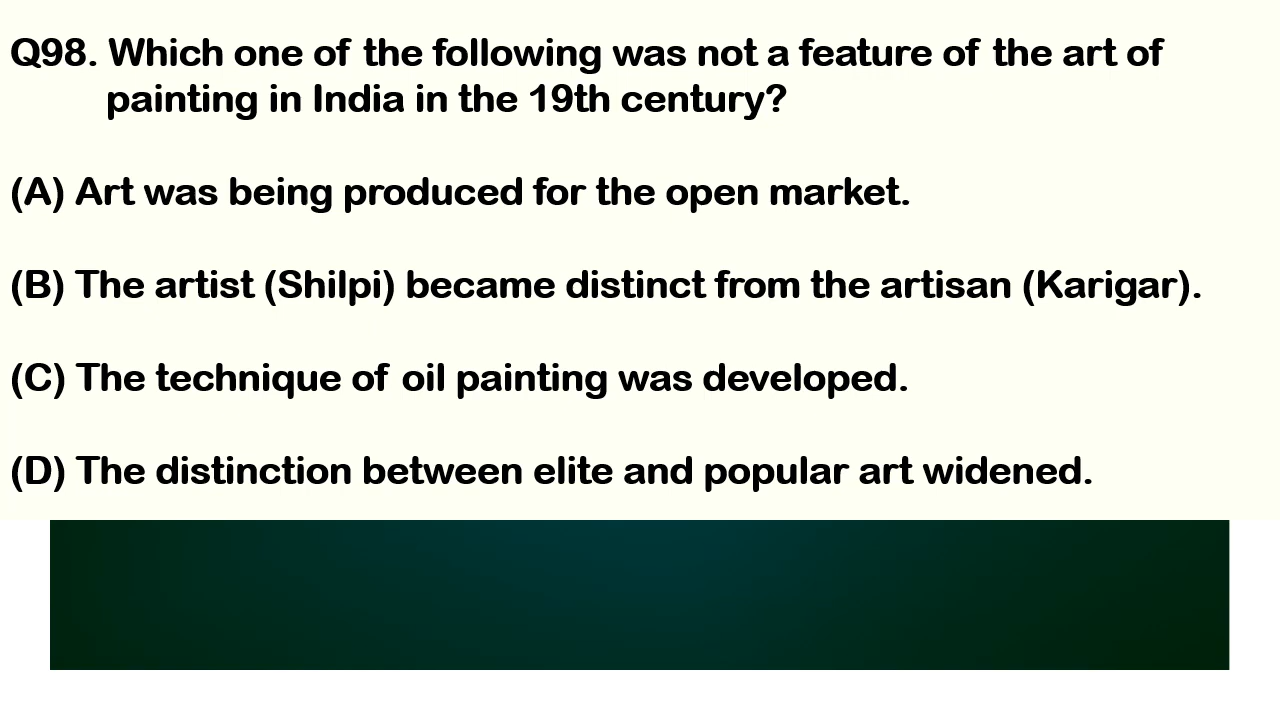 Q98. Which one of the following was not a feature of the art of
painting in India in the 19th century?
(A) Art was being produced for the open market.
(B) The artist (Shilpi) became distinct from the artisan (Karigar).
(C) The technique of oil painting was developed.
(D) The distinction between elite and popular art widened.